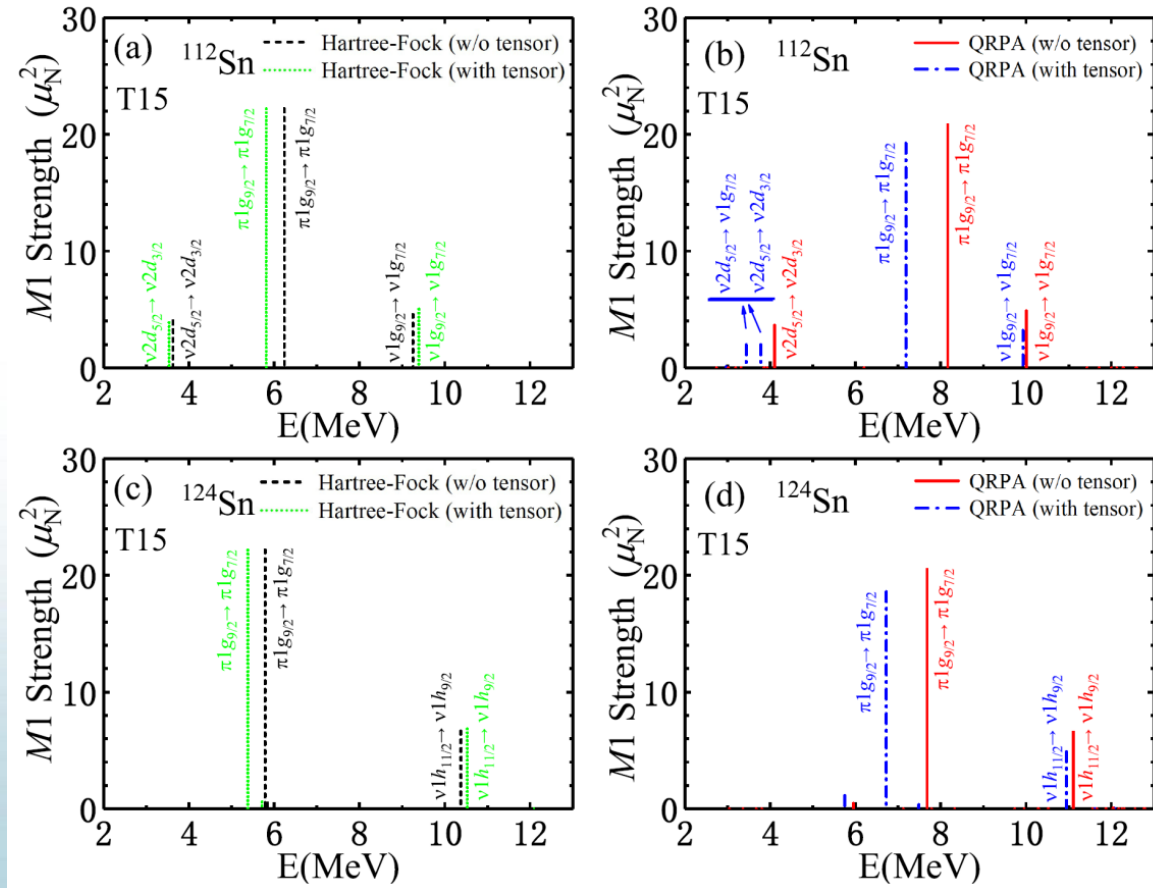 (a)
¹¹²Sn
T15
Hartree-Fock (w/o tensor)
Hartree-Fock (with tensor)
M1 Strength (μ²N)
30
20
10
0
ν2d5/2→ ν2d3/2
ν2d5/2→ ν2d3/2
π1g9/2→ π1g7/2
π1g9/2→ π1g7/2
ν1g9/2→ ν1g7/2
ν1g9/2→ ν1g7/2
2 4 6 8 10 12
E(MeV)
(b)
¹¹²Sn
T15
QRPA (w/o tensor)
QRPA (with tensor)
M1 Strength (μ²N)
30
20
10
0
ν2d5/2→ ν1g7/2
ν2d5/2→ ν2d3/2
ν2d5/2→ ν2d3/2
π1g9/2→ π1g7/2
π1g9/2→ π1g7/2
ν1g9/2→ ν1g7/2
ν1g9/2→ ν1g7/2
2 4 6 8 10 12
E(MeV)
(c)
¹²⁴Sn
T15
Hartree-Fock (w/o tensor)
Hartree-Fock (with tensor)
M1 Strength (μ²N)
30
20
10
0
π1g9/2→ π1g7/2
π1g9/2→ π1g7/2
ν1h11/2→ ν1h9/2
ν1h11/2→ ν1h9/2
2 4 6 8 10 12
E(MeV)
(d)
¹²⁴Sn
T15
QRPA (w/o tensor)
QRPA (with tensor)
M1 Strength (μ²N)
30
20
10
0
π1g9/2→ π1g7/2
π1g9/2→ π1g7/2
ν1h11/2→ ν1h9/2
ν1h11/2→ ν1h9/2
2 4 6 8 10 12
E(MeV)